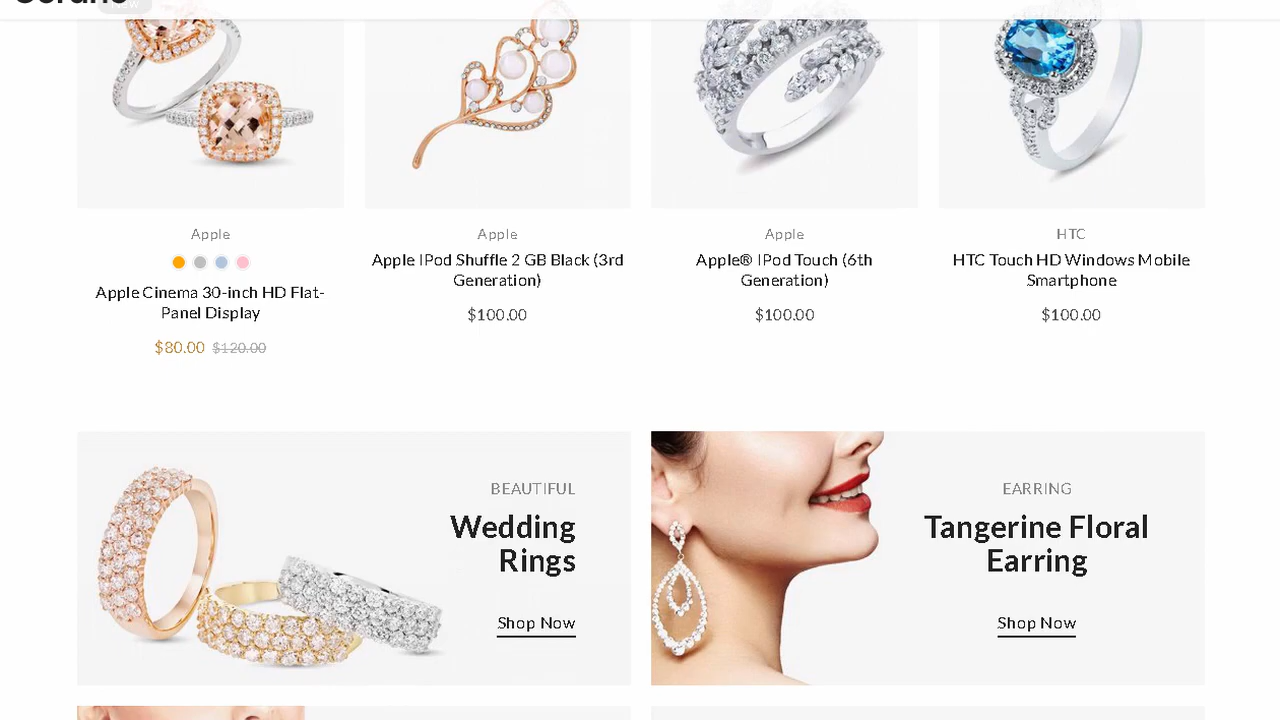 Apple
Apple Cinema 30-inch HD Flat-
Panel Display
$80.00 $120.00
Apple
Apple IPod Shuffle 2 GB Black (3rd
Generation)
$100.00
Apple
Apple® IPod Touch (6th
Generation)
$100.00
HTC
HTC Touch HD Windows Mobile
Smartphone
$100.00
BEAUTIFUL
Wedding
Rings
Shop Now
EARRING
Tangerine Floral
Earring
Shop Now